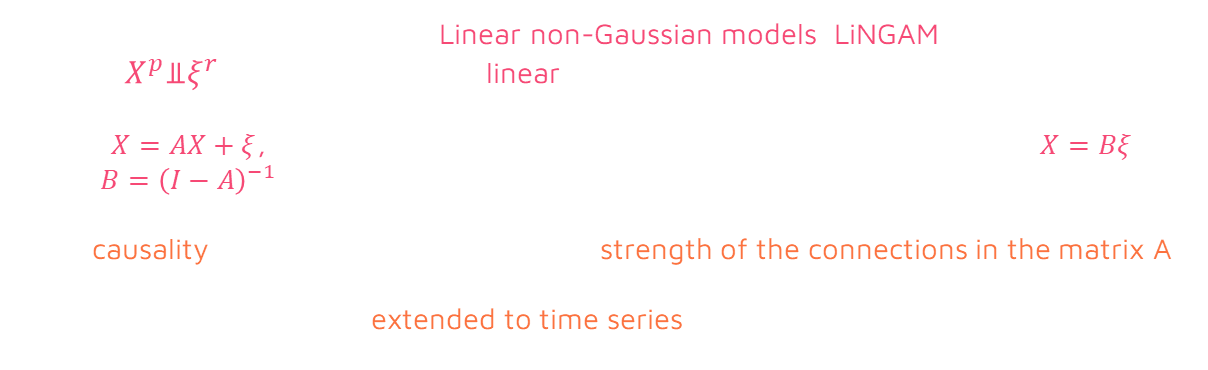 Linear non-Gaussian models LiNGAM
X^p ⫫ ξ^r linear
X = AX + ξ, X = Bξ
B = (I − A)^{−1}
causality strength of the connections in the matrix A
extended to time series